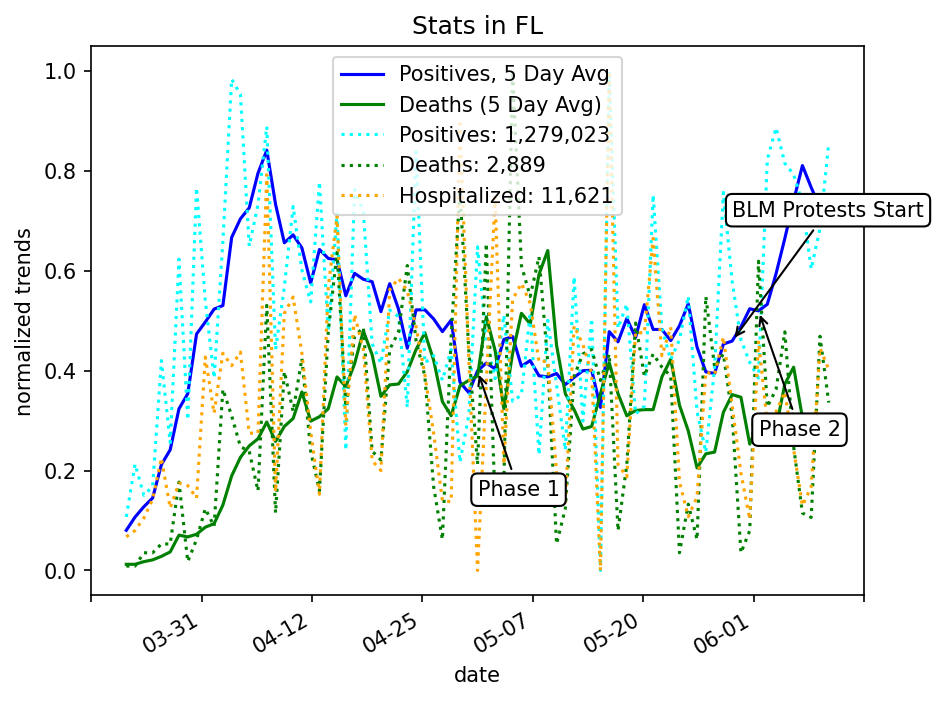 Stats in FL
1.0
0.8
0.6
0.4
0.2
0.0
normalized trends
Positives, 5 Day Avg
Deaths (5 Day Avg)
Positives: 1,279,023
Deaths: 2,889
Hospitalized: 11,621
BLM Protests Start
Phase 2
Phase 1
03-31
04-12
04-25
05-07
05-20
06-01
date